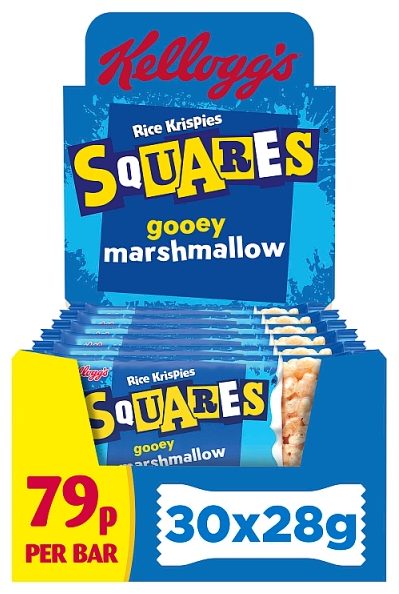 Kellogg's
Rice Krispies
SQUARES
gooey
marshmallow
Kellogg's
Rice Krispies
SQUARES
gooey
marshmallow
79p
PER BAR
30x28g